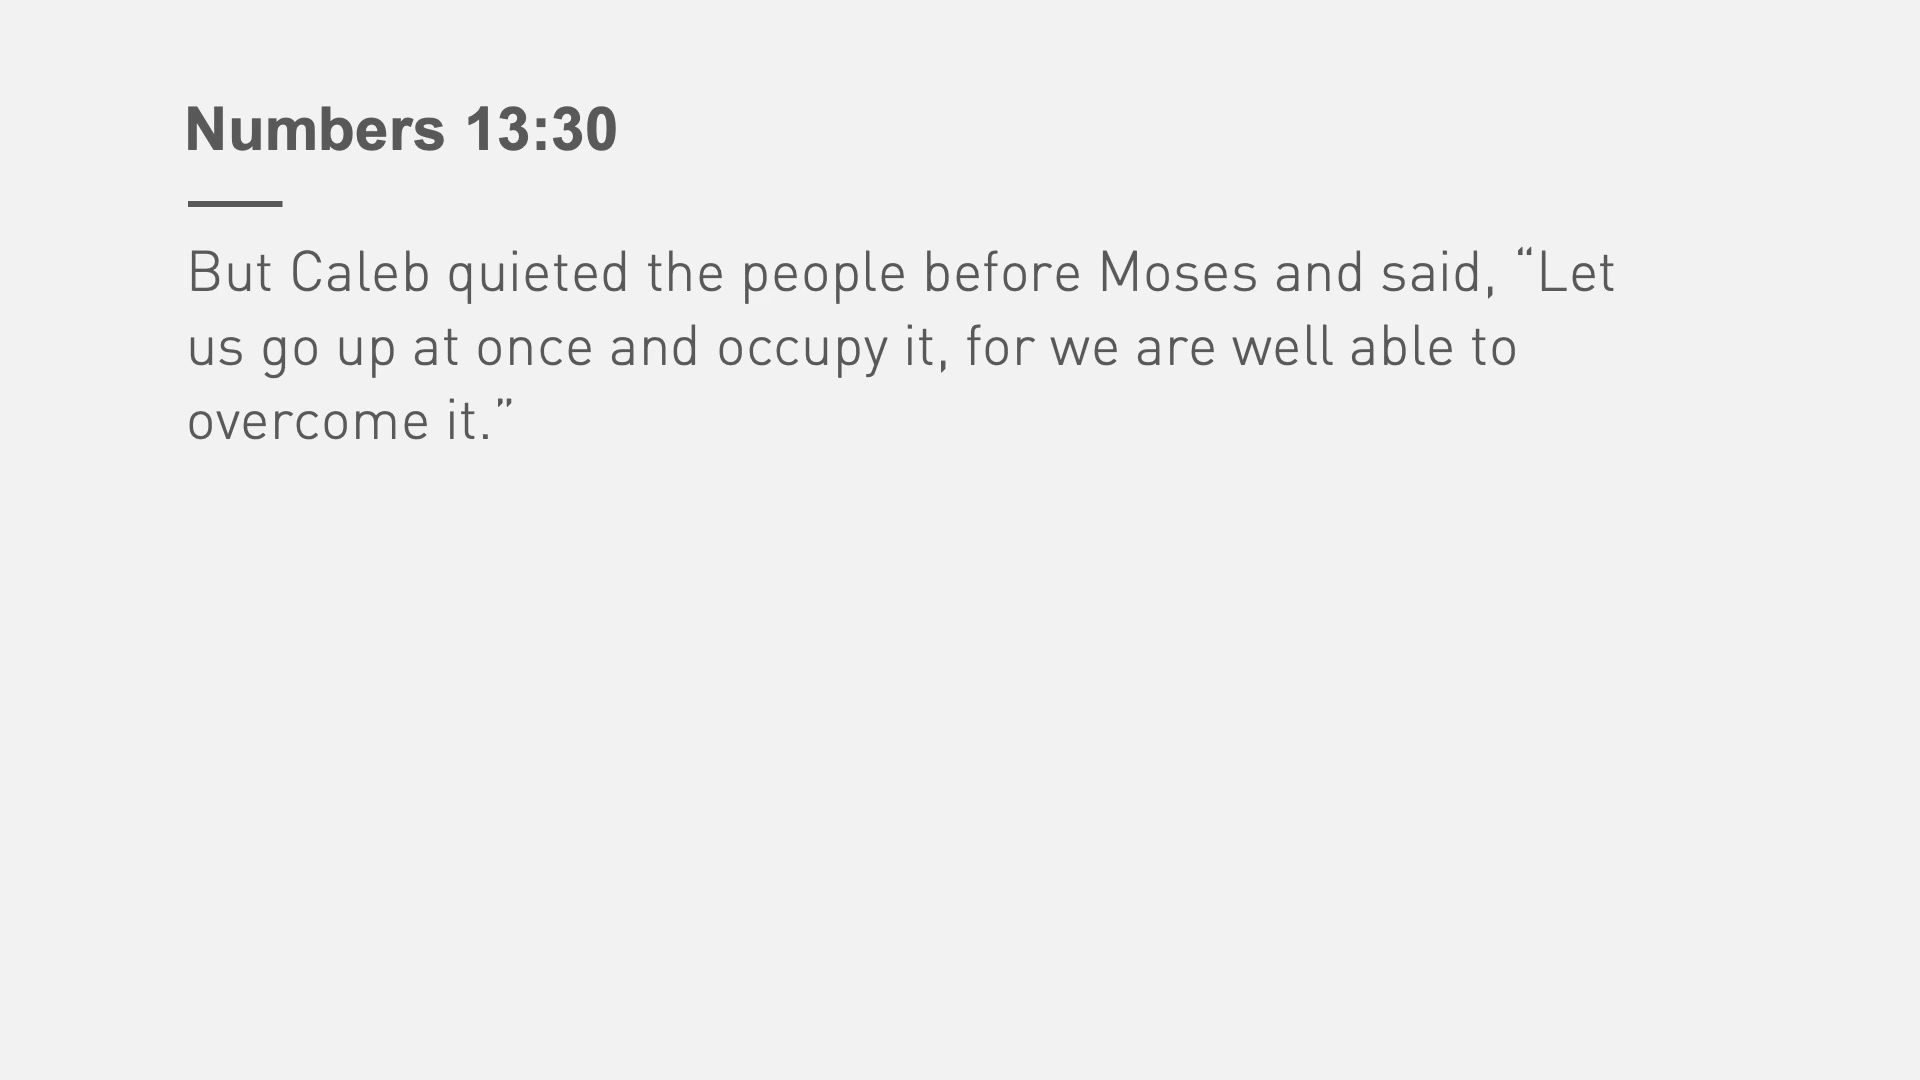 Numbers 13:30
But Caleb quieted the people before Moses and said, “Let
us go up at once and occupy it, for we are well able to
overcome it.”